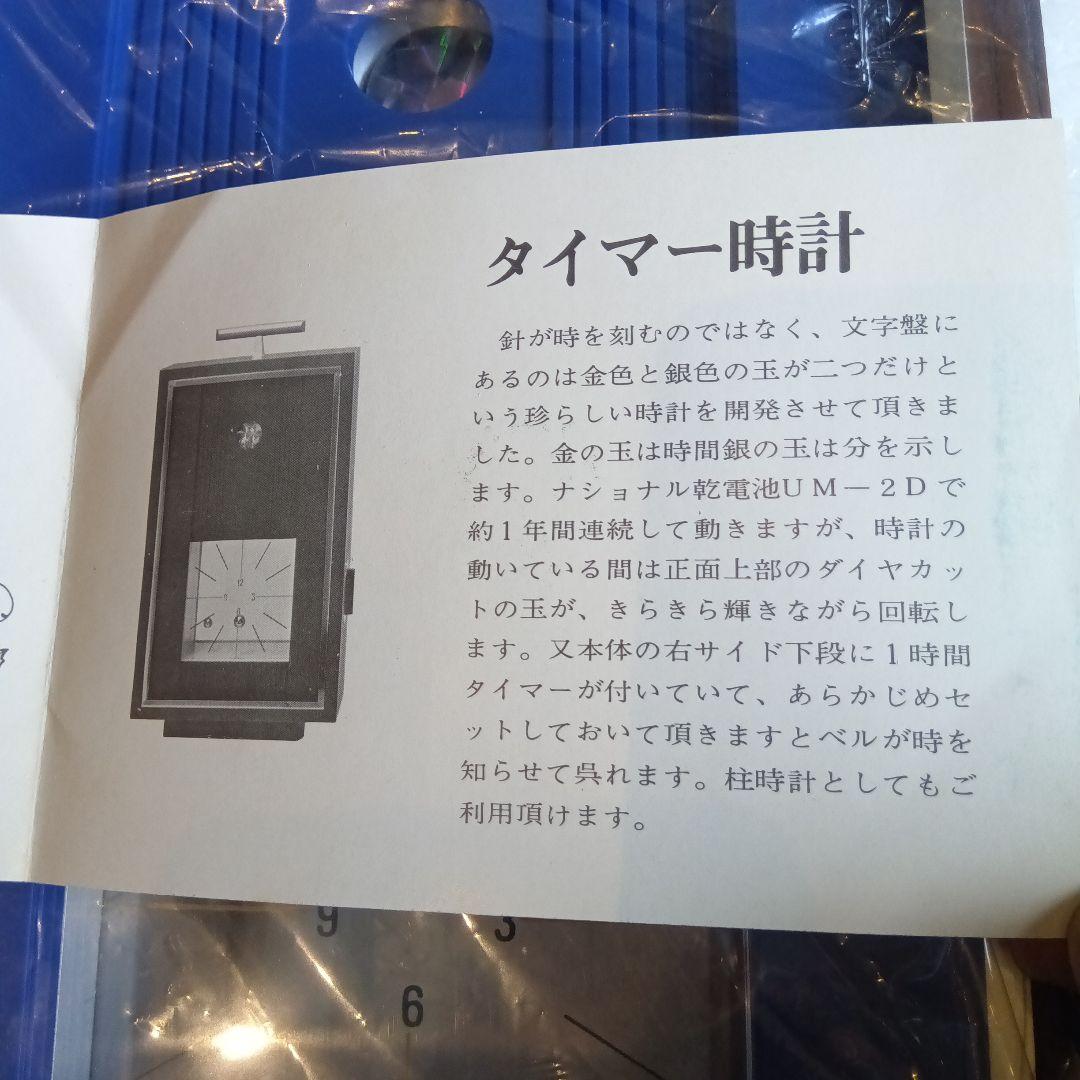 タイマー時計
針が時を刻むのではなく、文字盤に
あるのは金色と銀色の玉が二つだけと
いう珍らしい時計を開発させて頂きま
した。金の玉は時間銀の玉は分を示し
ます。ナショナル乾電池UM－2Dで
約1年間連続して動きますが、時計の
動いている間は正面上部のダイヤカッ
トの玉が、きらきら輝きながら回転し
ます。又本体の右サイド下段に1時間
タイマーが付いていて、あらかじめセ
ットしておいて頂きますとベルが時を
知らせて呉れます。柱時計としてもご
利用頂けます。
12
9 3
6